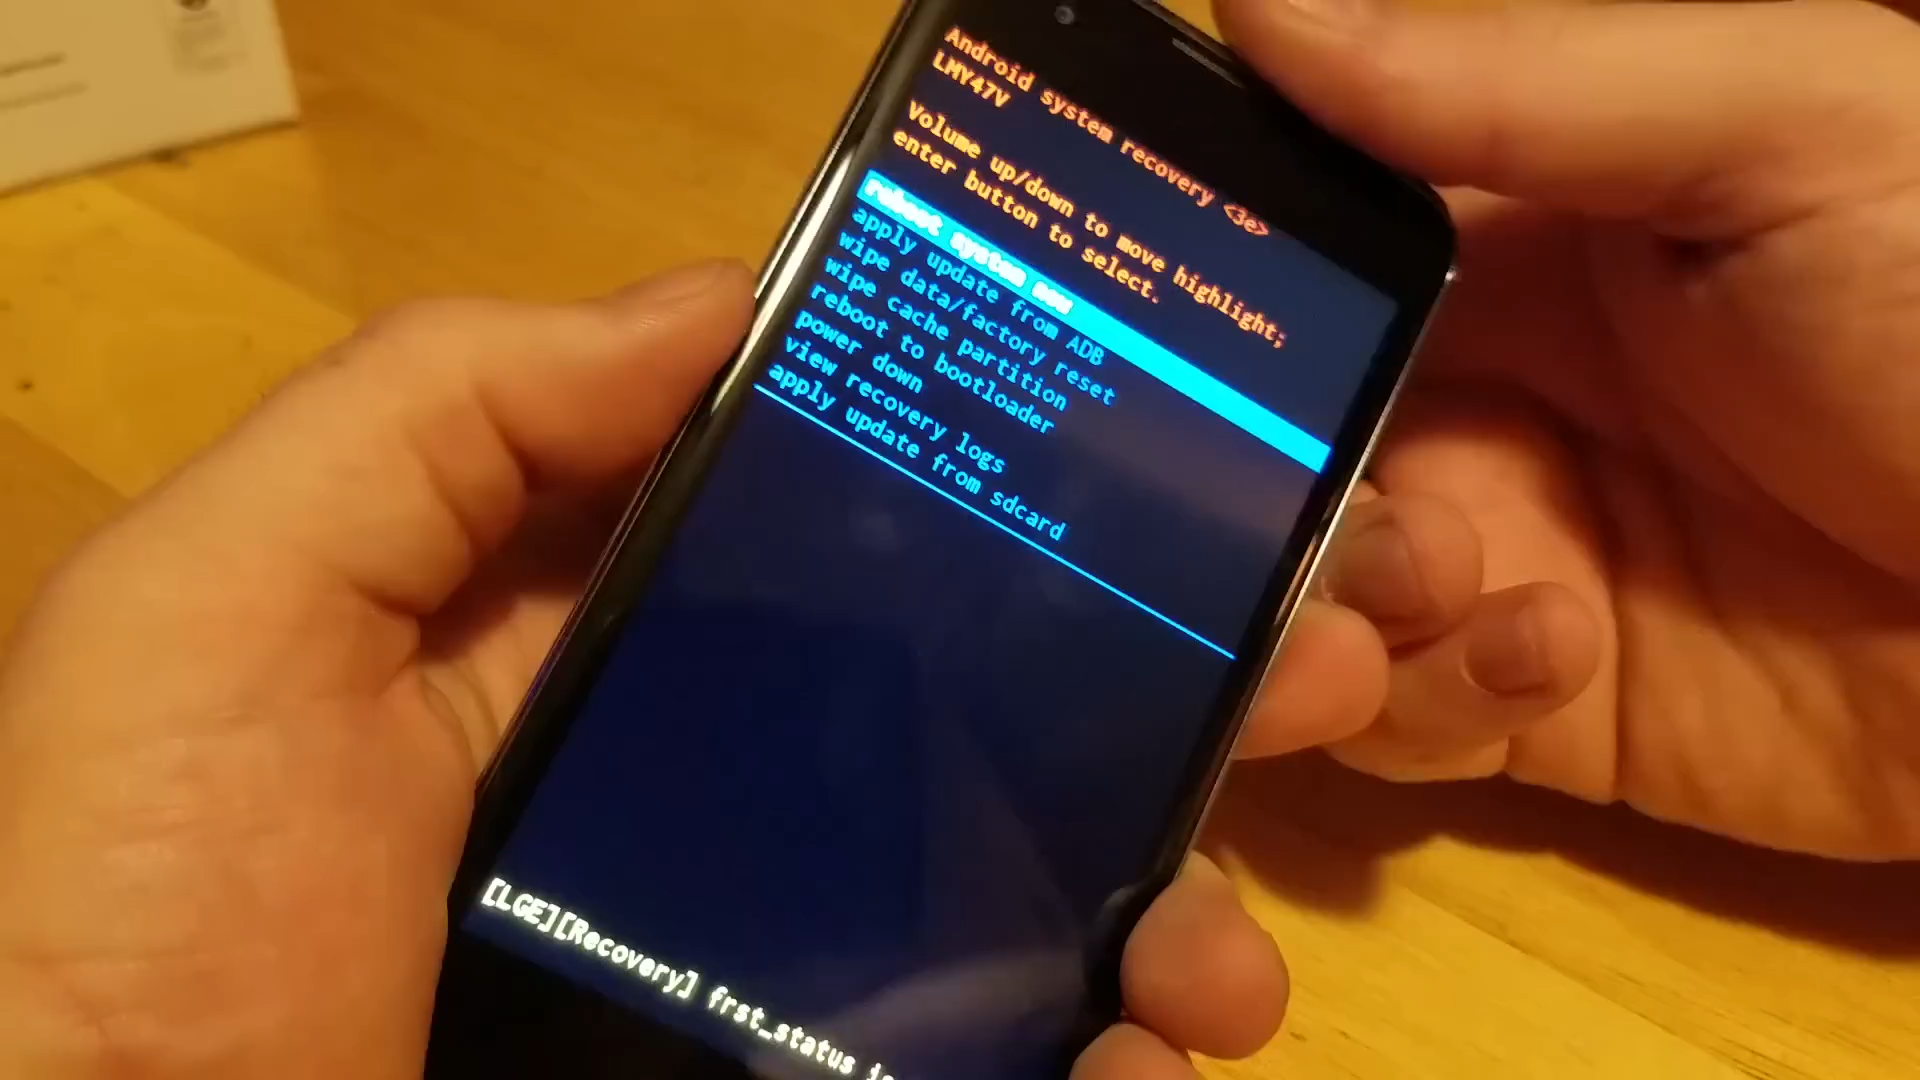 Android system recovery <3e>
LMY47V
Volume up/down to move highlight;
enter button to select.
reboot system now
apply update from ADB
wipe data/factory reset
wipe cache partition
reboot to bootloader
power down
view recovery logs
apply update from sdcard
[LGE][Recovery] frst_status is